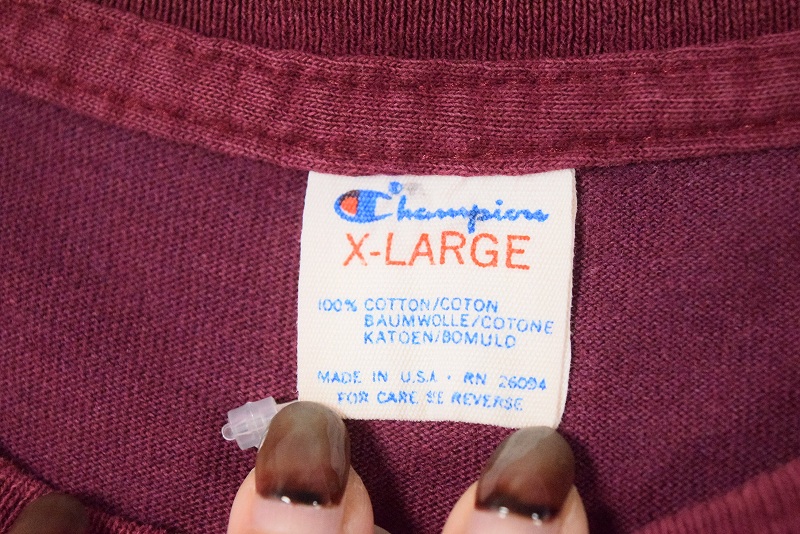 Champion
X-LARGE
100% COTTON/COTON
BAUMWOLLE/COTONE
KATOEN/BOMULD
MADE IN U.S.A. • RN 26094
FOR CARE SEE REVERSE